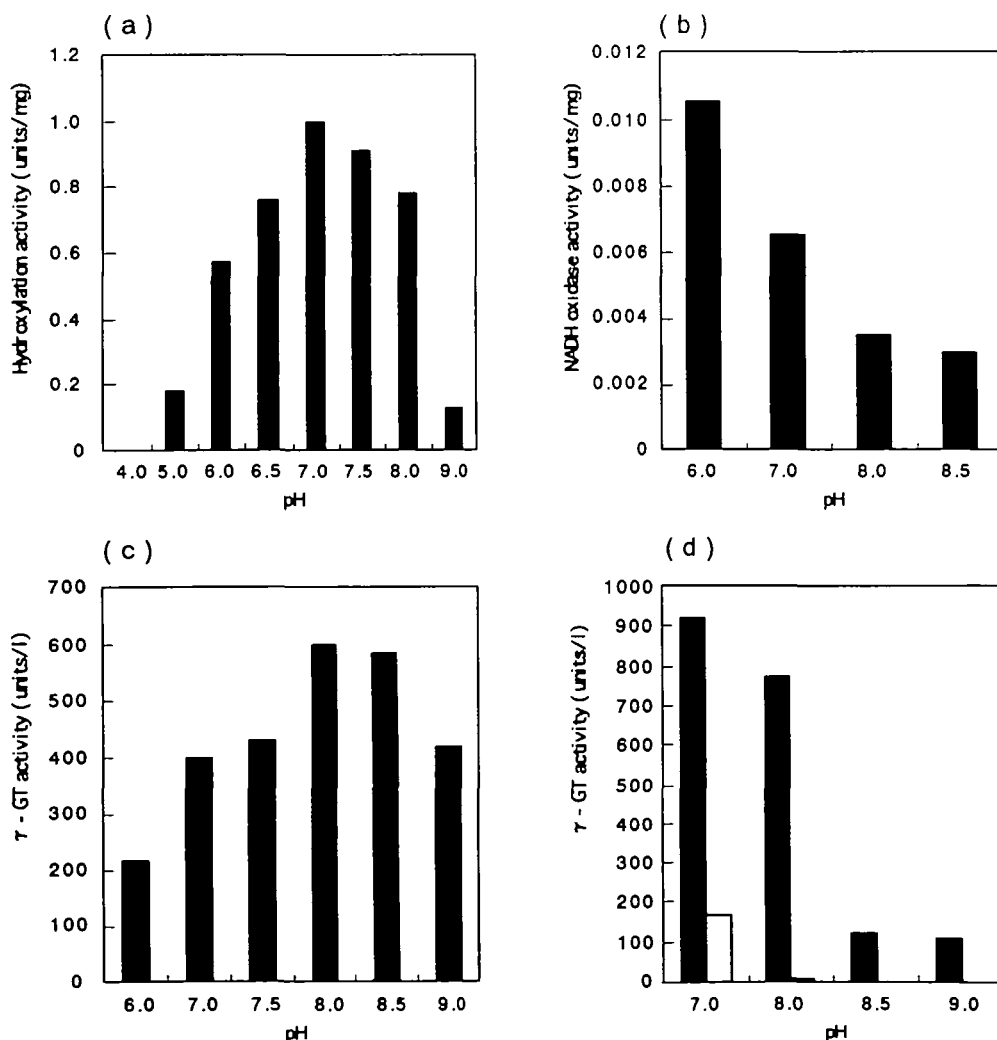 ( a )
Hydroxylation activity ( units/ mg)
1.2
1.0
0.8
0.6
0.4
0.2
0
4.0 5.0 6.0 6.5 7.0 7.5 8.0 9.0
pH
( b )
NADH oxidase activity ( units/ mg)
0.012
0.010
0.008
0.006
0.004
0.002
0
6.0 7.0 8.0 8.5
pH
( c )
γ - GT activity ( units/l)
700
600
500
400
300
200
100
0
6.0 7.0 7.5 8.0 8.5 9.0
pH
( d )
γ - GT activity ( units/l)
1000
900
800
700
600
500
400
300
200
100
0
7.0 8.0 8.5 9.0
pH